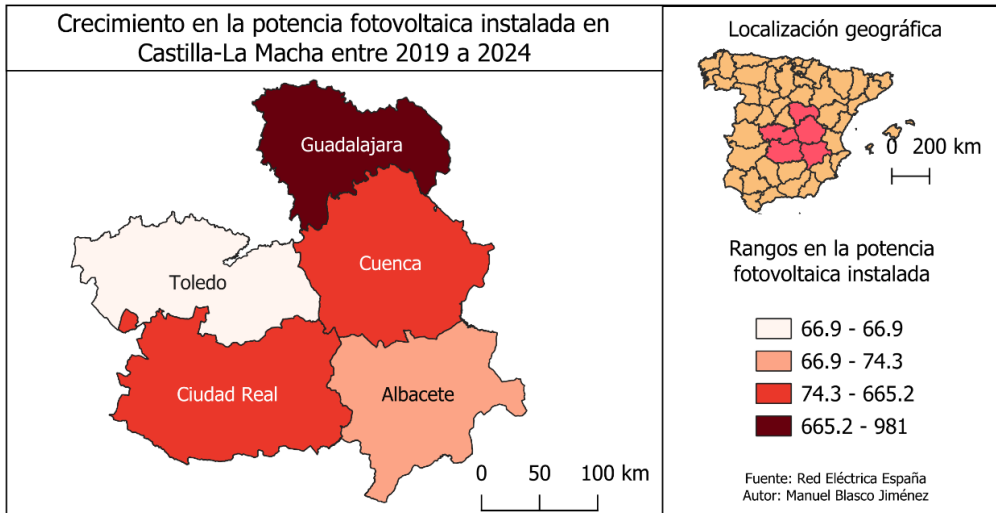 Crecimiento en la potencia fotovoltaica instalada en
Castilla-La Macha entre 2019 a 2024
Guadalajara
Cuenca
Toledo
Ciudad Real
Albacete
0 50 100 km
Localización geográfica
0 200 km
Rangos en la potencia
fotovoltaica instalada
66.9 - 66.9
66.9 - 74.3
74.3 - 665.2
665.2 - 981
Fuente: Red Eléctrica España
Autor: Manuel Blasco Jiménez